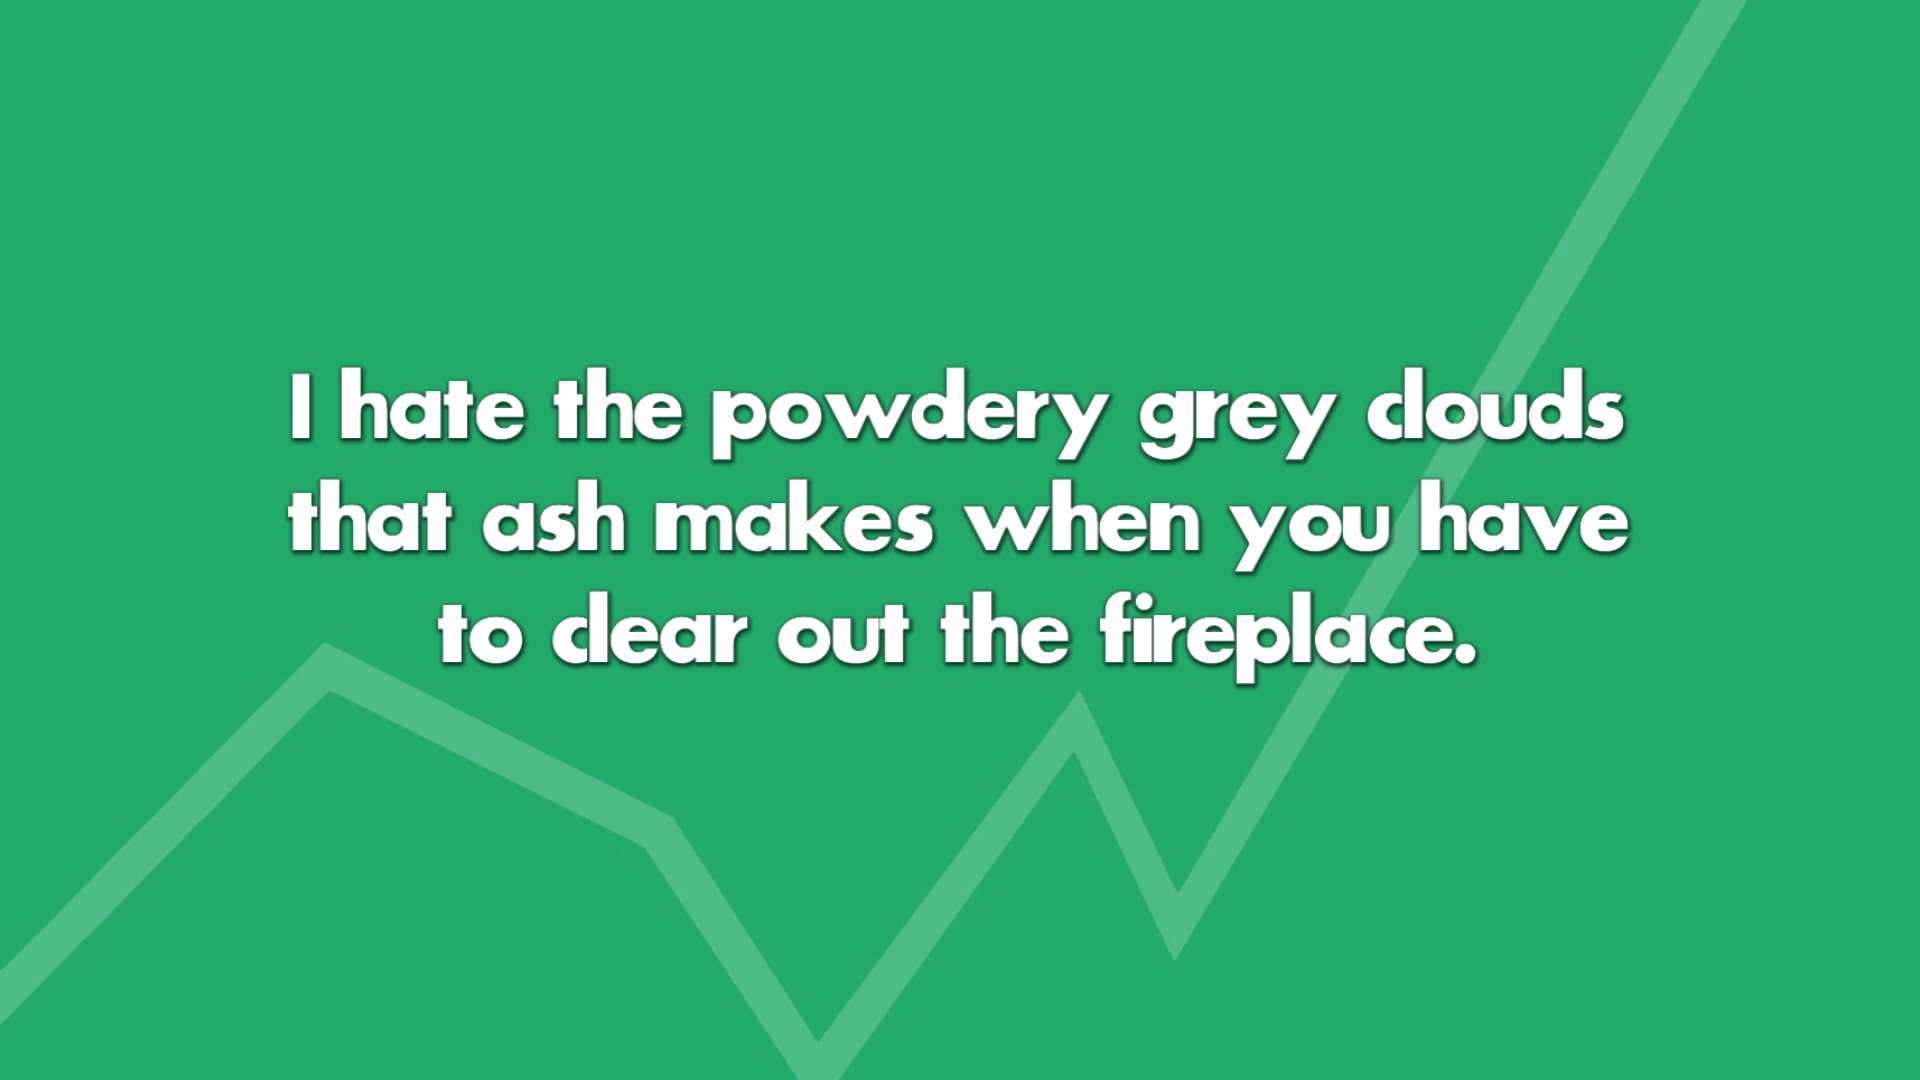 I hate the powdery grey clouds
that ash makes when you have
to clear out the fireplace.